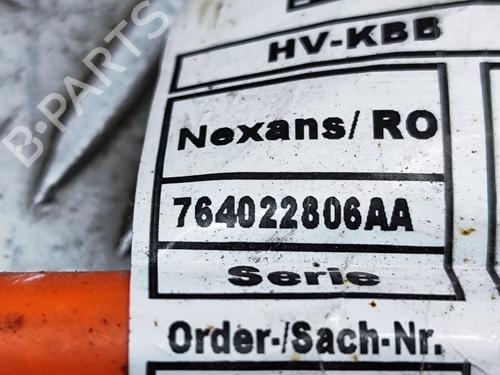 HV-KBB
Nexans/ RO
764022806AA
Serie
Order-/Sach-Nr.
B-PARTS